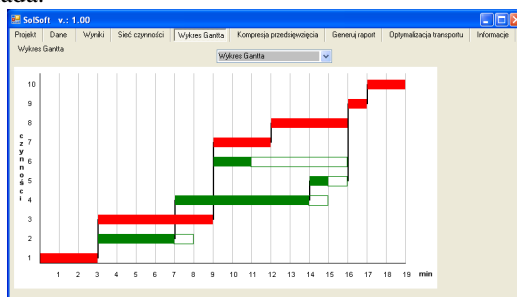 SolSoft v.: 1.00
Projekt Dane Wyniki Sieć czynności Wykres Gantta Kompresja przedsięwzięcia Generuj raport Optymalizacja transportu Informacje
Wykres Gantta
Wykres Gantta
10
9
8
7
6
5
4
3
2
1
czynności
1 2 3 4 5 6 7 8 9 10 11 12 13 14 15 16 17 18 19 min